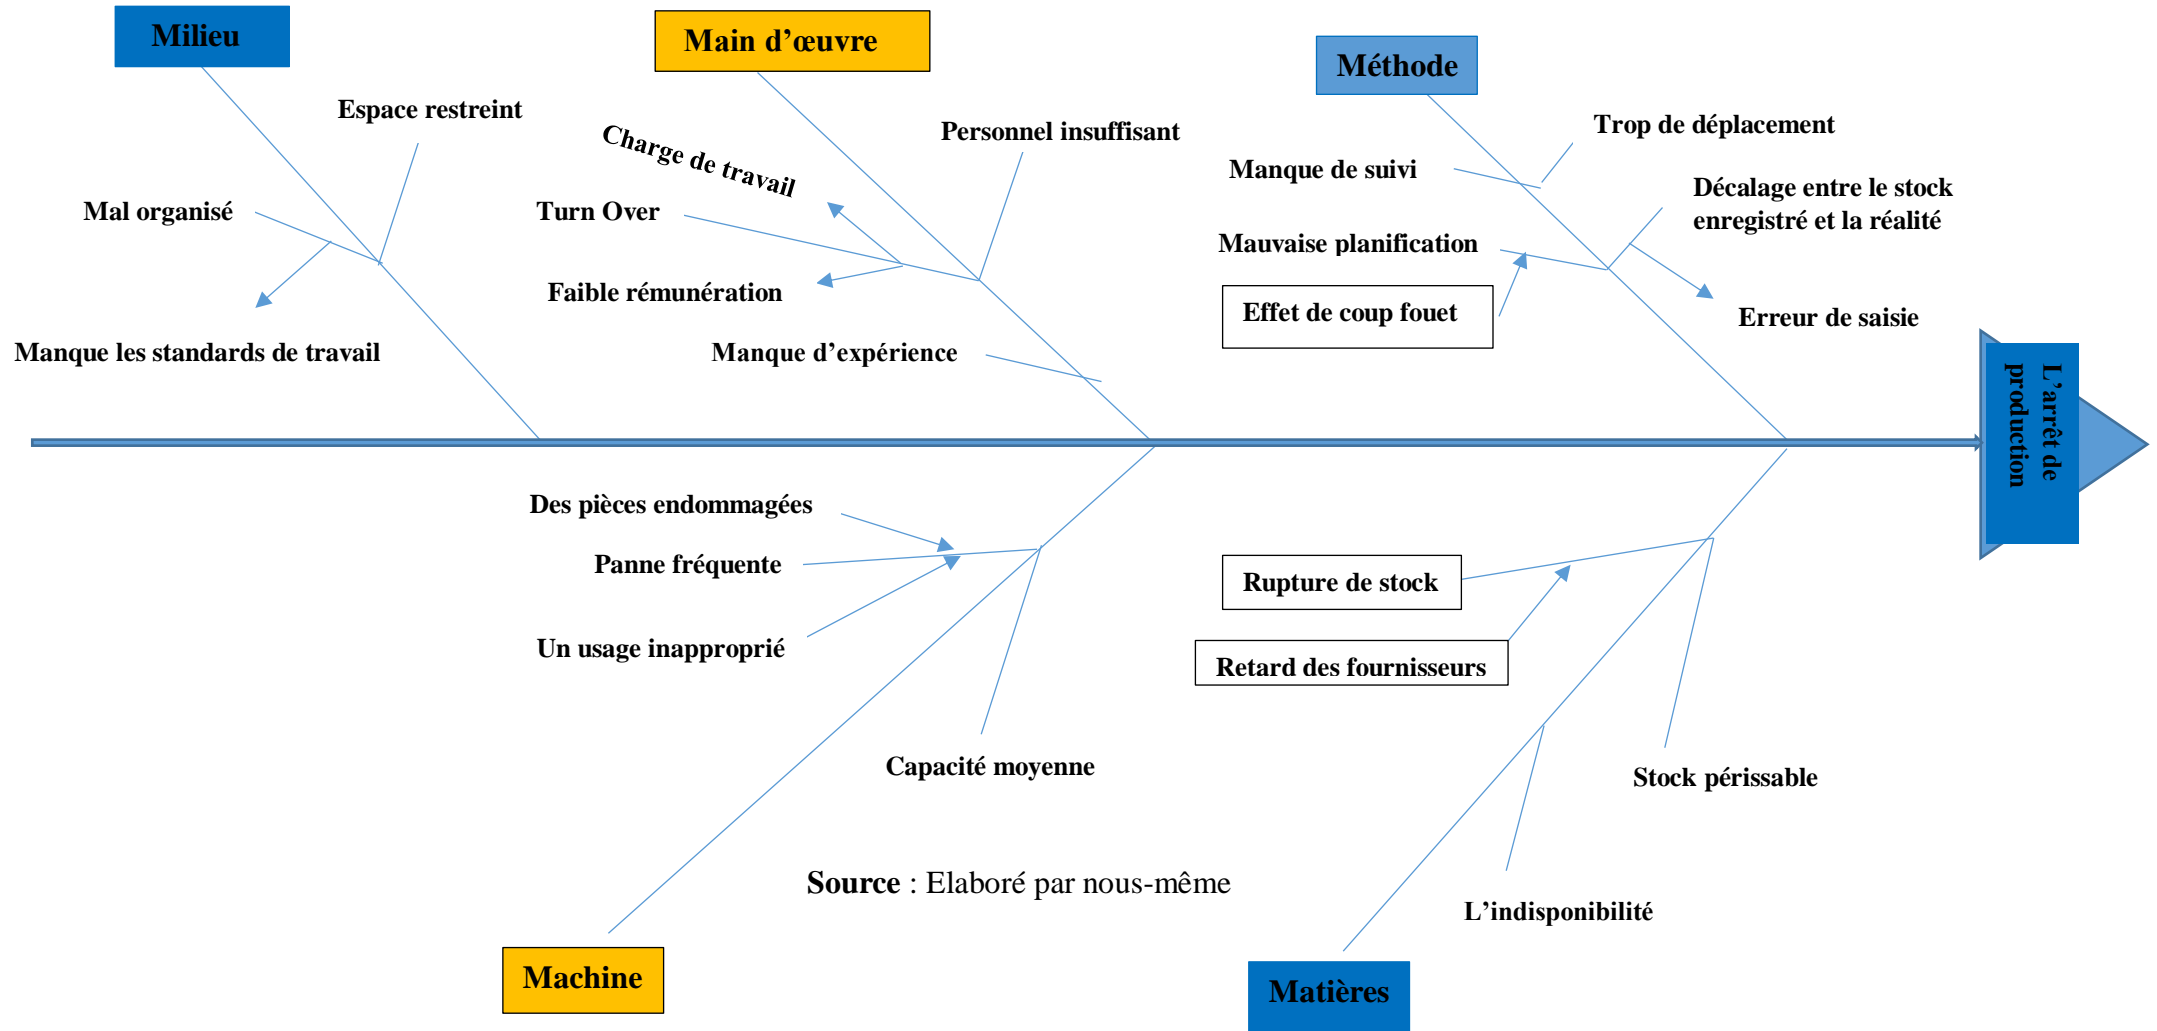 Milieu
Main d’œuvre
Méthode
Espace restreint
Charge de travail
Personnel insuffisant
Trop de déplacement
Manque de suivi
Mal organisé
Turn Over
Décalage entre le stock
enregistré et la réalité
Mauvaise planification
Faible rémunération
Effet de coup fouet
Erreur de saisie
Manque les standards de travail
Manque d’expérience
L’arrêt de
production
Des pièces endommagées
Panne fréquente
Rupture de stock
Un usage inapproprié
Retard des fournisseurs
Capacité moyenne
Stock périssable
Source : Elaboré par nous-même
L’indisponibilité
Machine
Matières